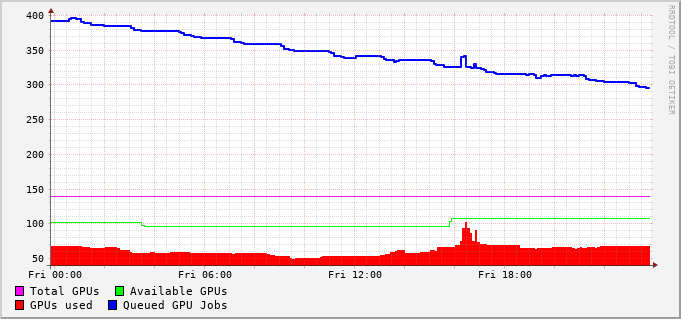 400
350
300
250
200
150
100
50
Fri 00:00 Fri 06:00 Fri 12:00 Fri 18:00
Total GPUs Available GPUs
GPUs used Queued GPU Jobs
RRDTOOL / TOBI OETIKER